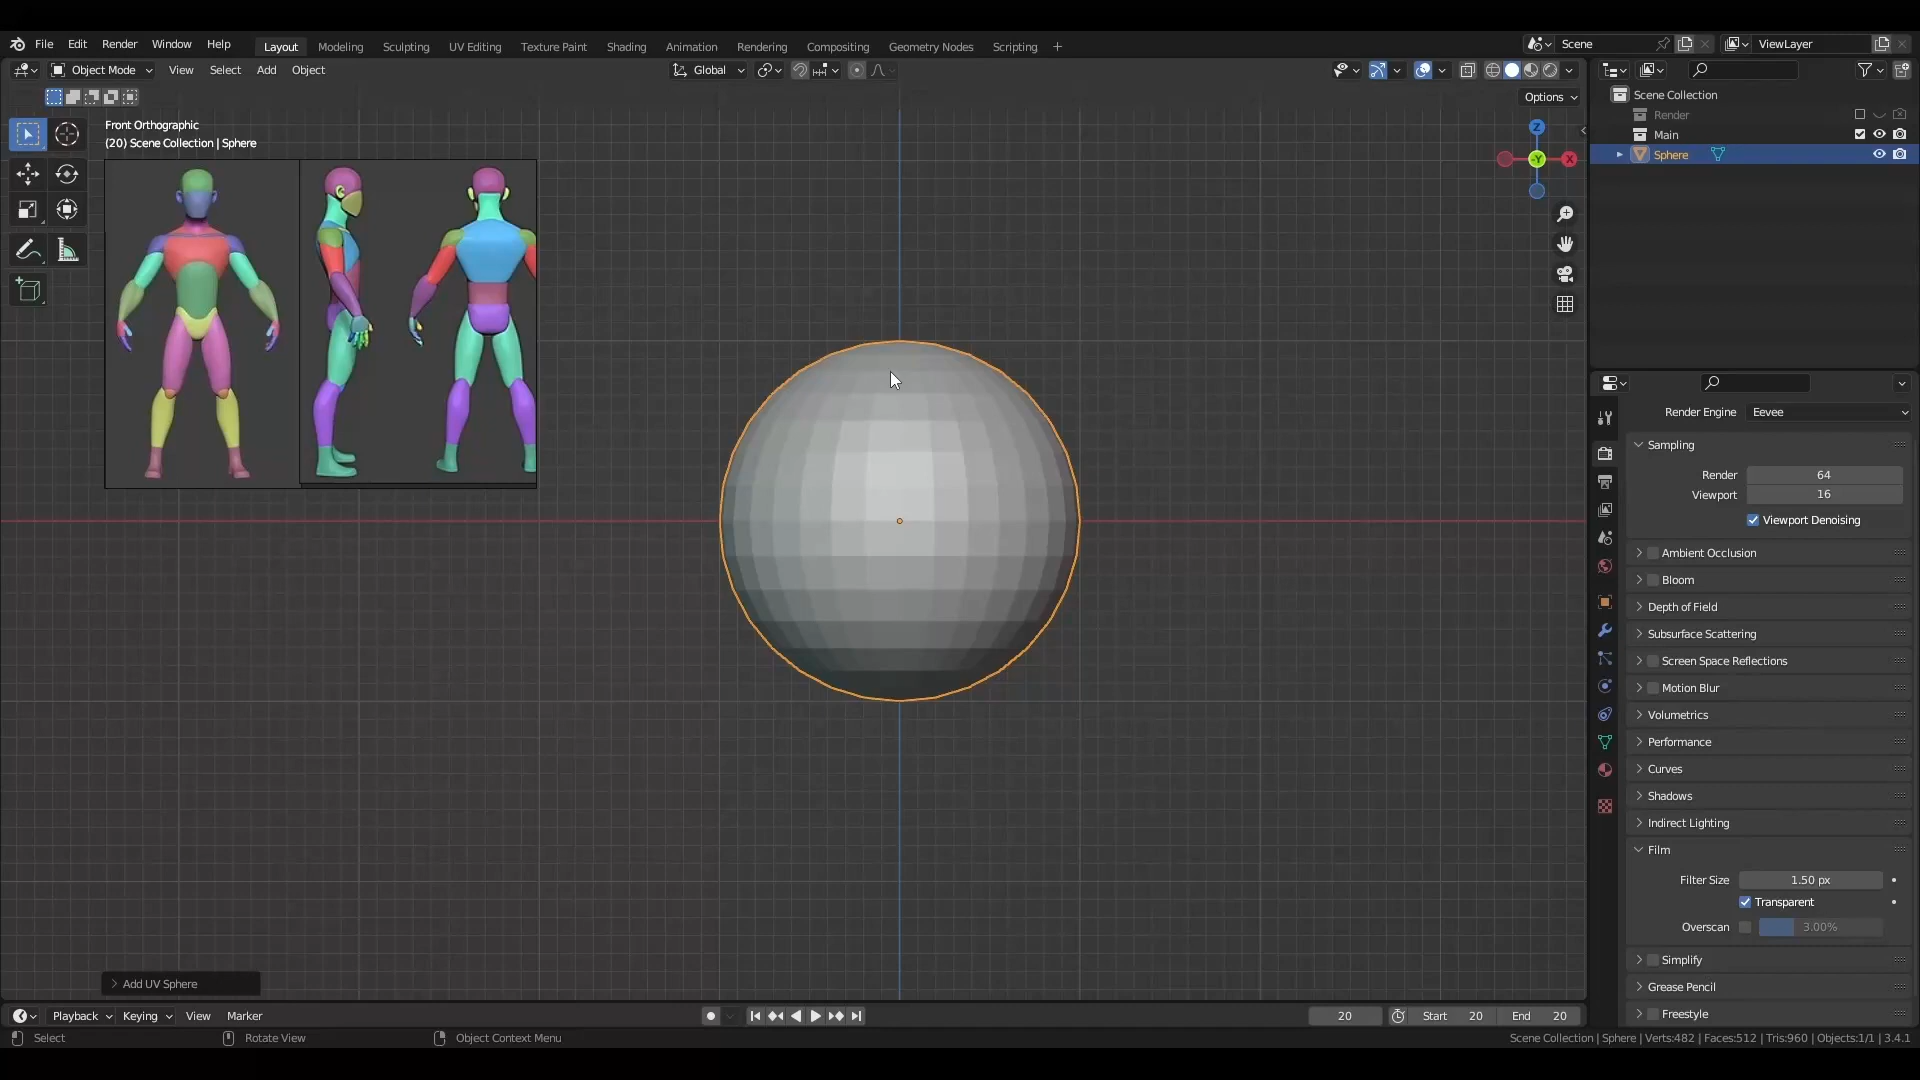 File Edit Render Window Help Layout Modeling Sculpting UV Editing Texture Paint Shading Animation Rendering Compositing Geometry Nodes Scripting + Scene ViewLayer
Object Mode View Select Add Object Global
Options
Front Orthographic
(20) Scene Collection | Sphere
Z
Y
X
Scene Collection
Render
Main
Sphere
Render Engine Eevee
Sampling
Render 64
Viewport 16
Viewport Denoising
Ambient Occlusion
Bloom
Depth of Field
Subsurface Scattering
Screen Space Reflections
Motion Blur
Volumetrics
Performance
Curves
Shadows
Indirect Lighting
Film
Filter Size 1.50 px
Transparent
Overscan 3.00%
Simplify
Grease Pencil
Freestyle
Add UV Sphere
Playback Keying View Marker 20 Start 20 End 20
Select Rotate View Object Context Menu Scene Collection | Sphere | Verts:482 | Faces:512 | Tris:960 | Objects:1/1 | 3.4.1